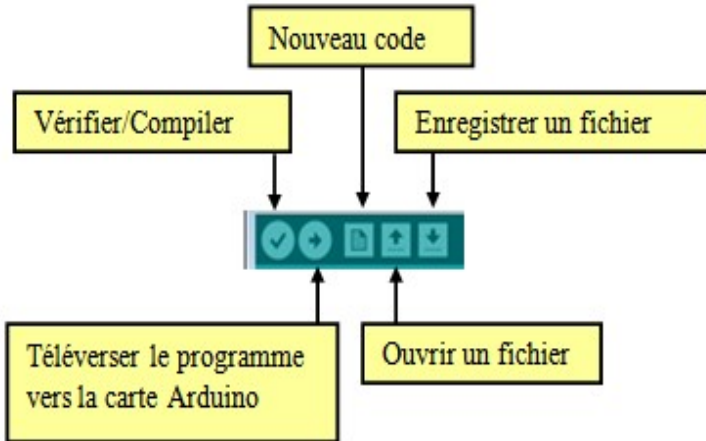 Nouveau code
Vérifier/Compiler
Enregistrer un fichier
Téléverser le programme
vers la carte Arduino
Ouvrir un fichier